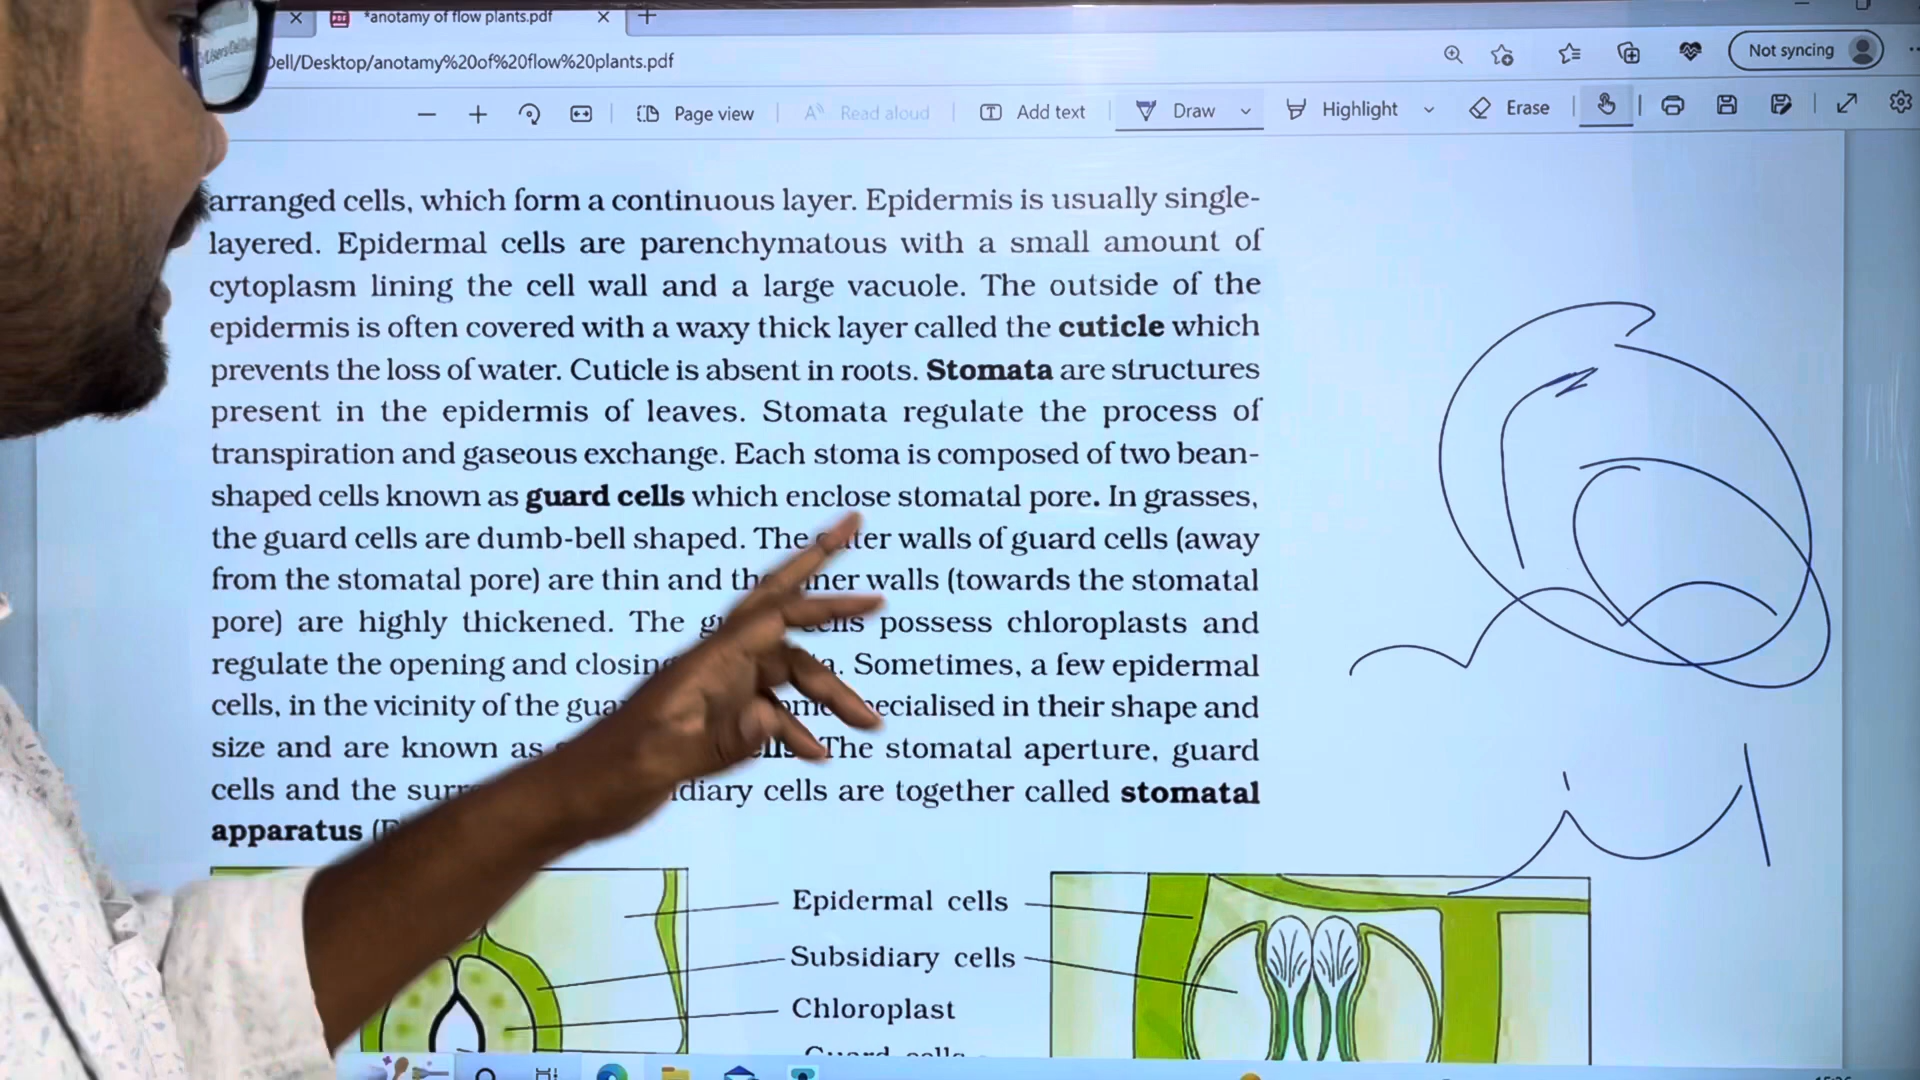 *anotamy of flow plants.pdf
Dell/Desktop/anotamy%20of%20flow%20plants.pdf
Not syncing
Page view
Read aloud
Add text
Draw
Highlight
Erase
arranged cells, which form a continuous layer. Epidermis is usually single-
layered. Epidermal cells are parenchymatous with a small amount of
cytoplasm lining the cell wall and a large vacuole. The outside of the
epidermis is often covered with a waxy thick layer called the cuticle which
prevents the loss of water. Cuticle is absent in roots. Stomata are structures
present in the epidermis of leaves. Stomata regulate the process of
transpiration and gaseous exchange. Each stoma is composed of two bean-
shaped cells known as guard cells which enclose stomatal pore. In grasses,
the guard cells are dumb-bell shaped. The walls of guard cells (away
from the stomatal pore) are thin and walls (towards the stomatal
pore) are highly thickened. The cells possess chloroplasts and
regulate the opening and closing Sometimes, a few epidermal
cells, in the vicinity of the in their shape and
size and are known as The stomatal aperture, guard
cells and the cells are together called stomatal
apparatus
Epidermal cells
Subsidiary cells
Chloroplast